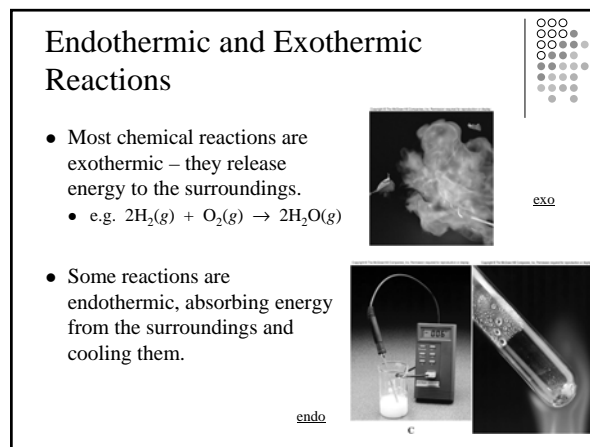 Endothermic and Exothermic
Reactions
● Most chemical reactions are
exothermic – they release
energy to the surroundings.
● e.g. 2H₂(g) + O₂(g) → 2H₂O(g)
exo
● Some reactions are
endothermic, absorbing energy
from the surroundings and
cooling them.
endo
C